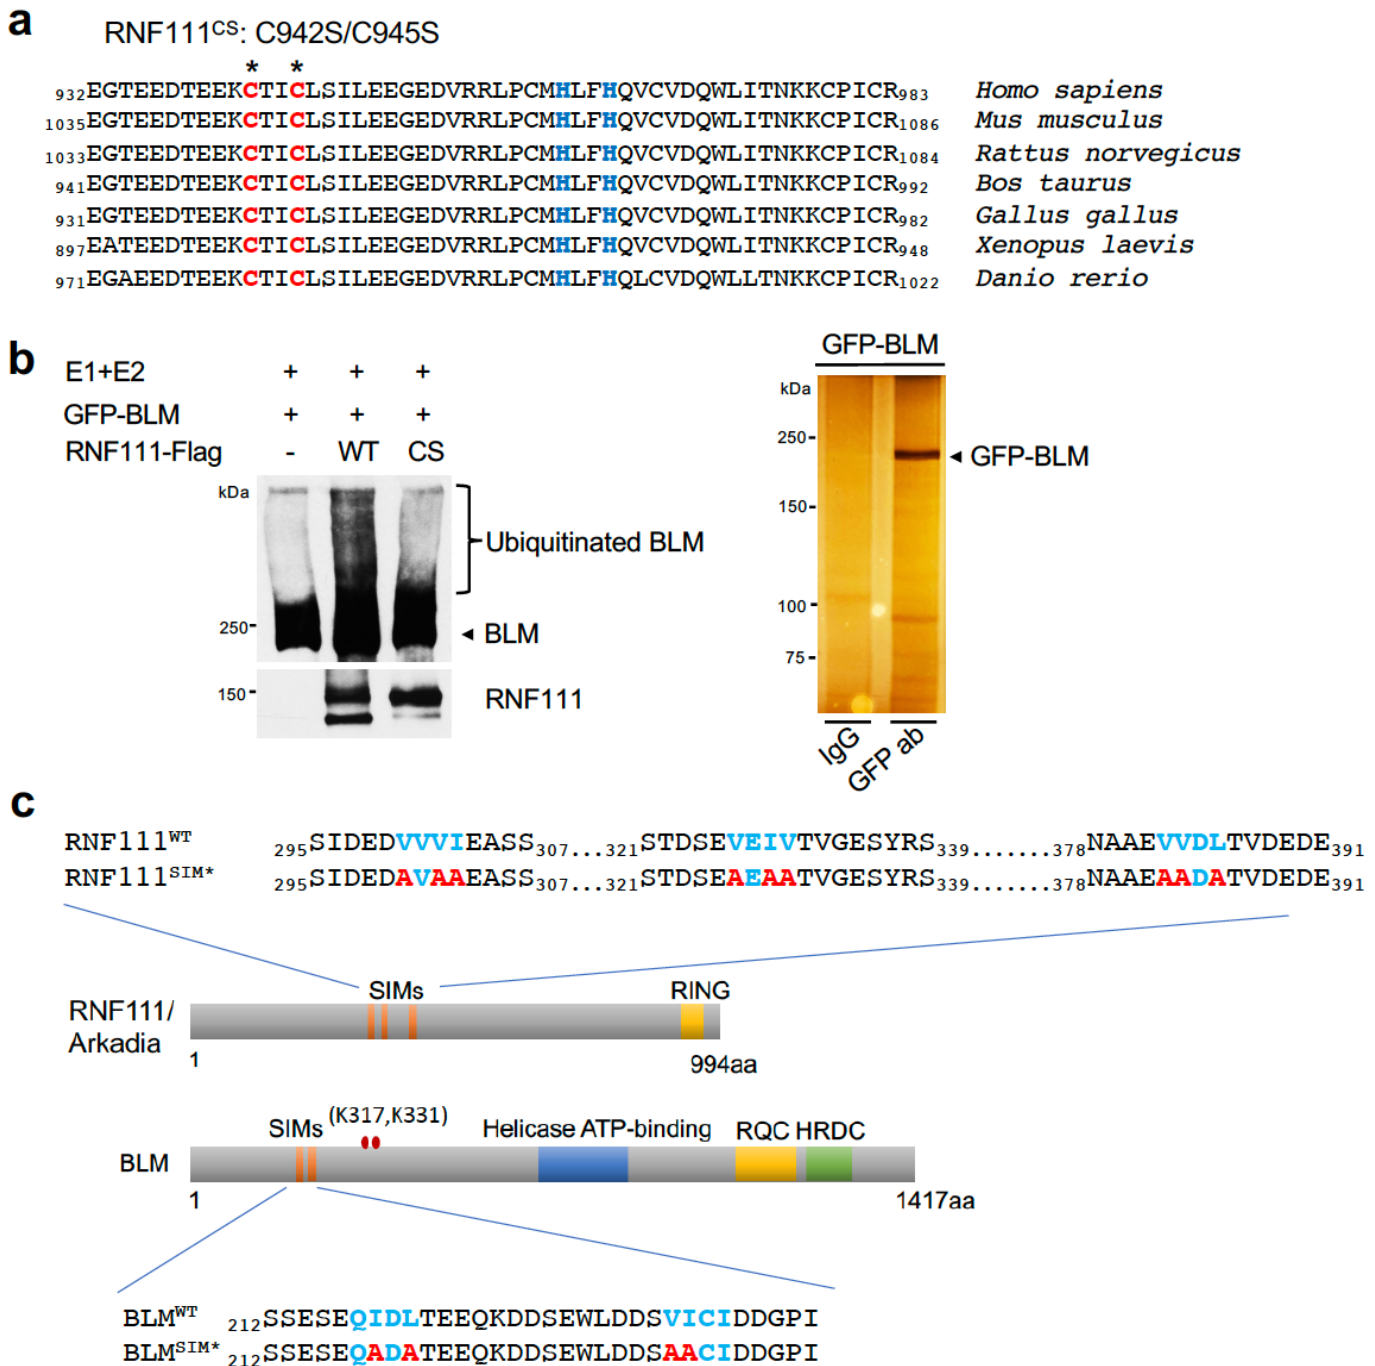 a
RNF111CS: C942S/C945S
* *
932EGTEEDTEEKCTICLSILEEGEDVRRLPCMHLFHQVCVDQWLITNKKCPICR983 Homo sapiens
1035EGTEEDTEEKCTICLSILEEGEDVRRLPCMHLFHQVCVDQWLITNKKCPICR1086 Mus musculus
1033EGTEEDTEEKCTICLSILEEGEDVRRLPCMHLFHQVCVDQWLITNKKCPICR1084 Rattus norvegicus
941EGTEEDTEEKCTICLSILEEGEDVRRLPCMHLFHQVCVDQWLITNKKCPICR992 Bos taurus
931EGTEEDTEEKCTICLSILEEGEDVRRLPCMHLFHQVCVDQWLITNKKCPICR982 Gallus gallus
897EATEEDTEEKCTICLSILEEGEDVRRLPCMHLFHQVCVDQWLITNKKCPICR948 Xenopus laevis
971EGAEEDTEEKCTICLSILEEGEDVRRLPCMHLFHQLCVDQWLLTNKKCPICR1022 Danio rerio
b
E1+E2 + + +
GFP-BLM + + +
RNF111-Flag - WT CS
kDa
Ubiquitinated BLM
250
BLM
150
RNF111
GFP-BLM
kDa
250
GFP-BLM
150
100
75
IgG
GFP ab
c
RNF111WT 295SIDEDVVVIEASS307...321STDSEVEIVTVGESYRS339.......378NAAEVVDLTVDEDE391
RNF111SIM* 295SIDEDAVAAEASS307...321STDSEAEAATVGESYRS339.......378NAAEAADATVDEDE391
SIMs RING
RNF111/
Arkadia
1 994aa
SIMs (K317,K331) Helicase ATP-binding RQC HRDC
BLM
1 1417aa
BLMWT 212SSESEQIDLTEEQKDDSEWLDDSVICIDDGPI
BLMSIM* 212SSESEQADATEEQKDDSEWLDDSAACIDDGPI